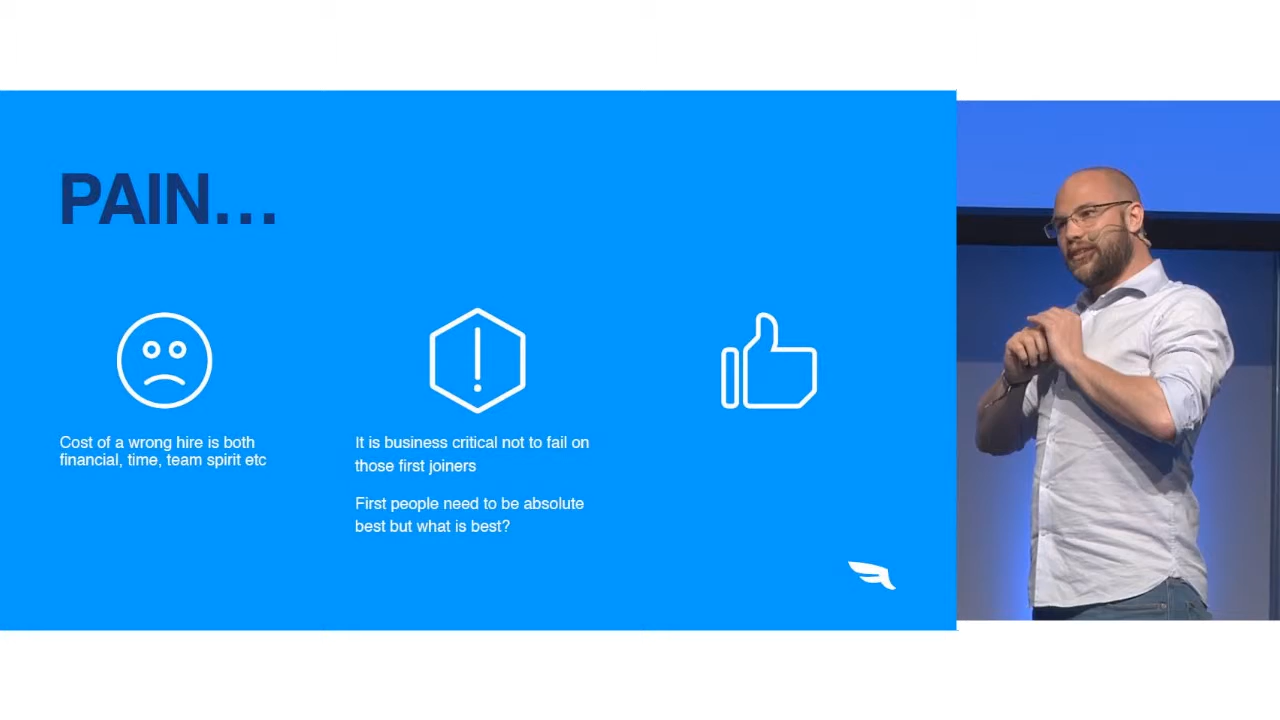 PAIN...
Cost of a wrong hire is both
financial, time, team spirit etc
It is business critical not to fail on
those first joiners
First people need to be absolute
best but what is best?